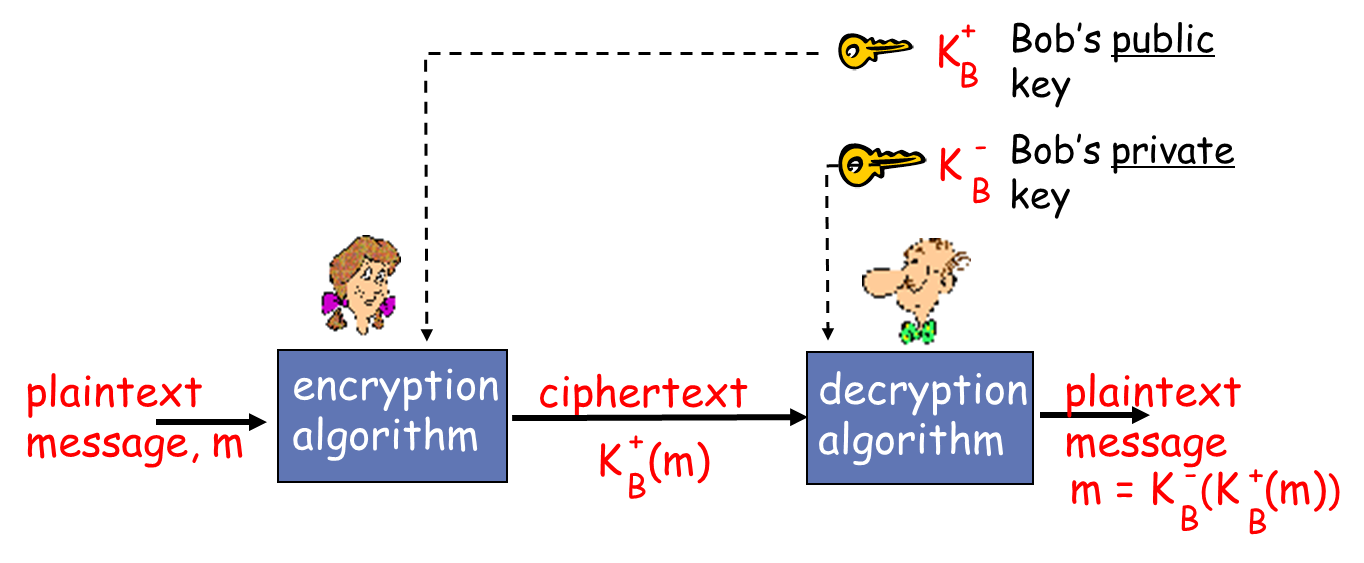 K_B^+ Bob’s public
key
K_B^- Bob’s private
key
plaintext
message, m
encryption
algorithm
ciphertext
K_B^+(m)
decryption
algorithm
plaintext
message
m = K_B^-(K_B^+(m))